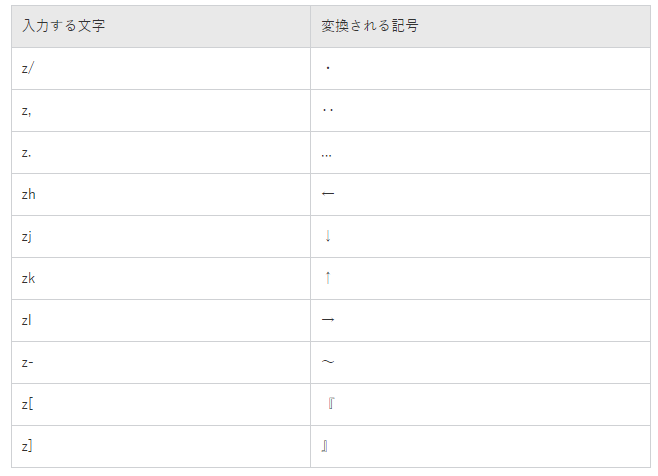 入力する文字 変換される記号
z/ ・
z, ‥
z. …
zh ←
zj ↓
zk ↑
zl →
z- ～
z[ 『
z] 』